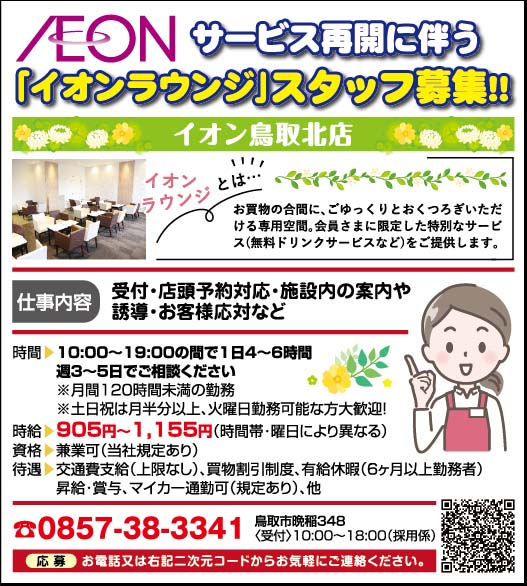 ÆON サービス再開に伴う
「イオンラウンジ」スタッフ募集!!
イオン鳥取北店
イオンラウンジとは…
お買物の合間に、ごゆっくりとおくつろぎいただ
ける専用空間。会員さまに限定した特別なサービ
ス(無料ドリンクサービスなど)をご提供します。
仕事内容 受付・店頭予約対応・施設内の案内や
誘導・お客様応対など
時間▶10:00〜19:00の間で1日4〜6時間
週3〜5日でご相談ください
※月間120時間未満の勤務
※土日祝は月半分以上、火曜日勤務可能な方大歓迎!
時給▶905円〜1,155円(時間帯・曜日により異なる)
資格▶兼業可(当社規定あり)
待遇▶交通費支給(上限なし)、買物割引制度、有給休暇(6ヶ月以上勤務者)
昇給・賞与、マイカー通勤可(規定あり)、他
☎0857-38-3341 鳥取市晩稲348
〈受付〉10:00〜18:00(採用係)
応募 お電話又は右記二次元コードからお気軽にご連絡ください。